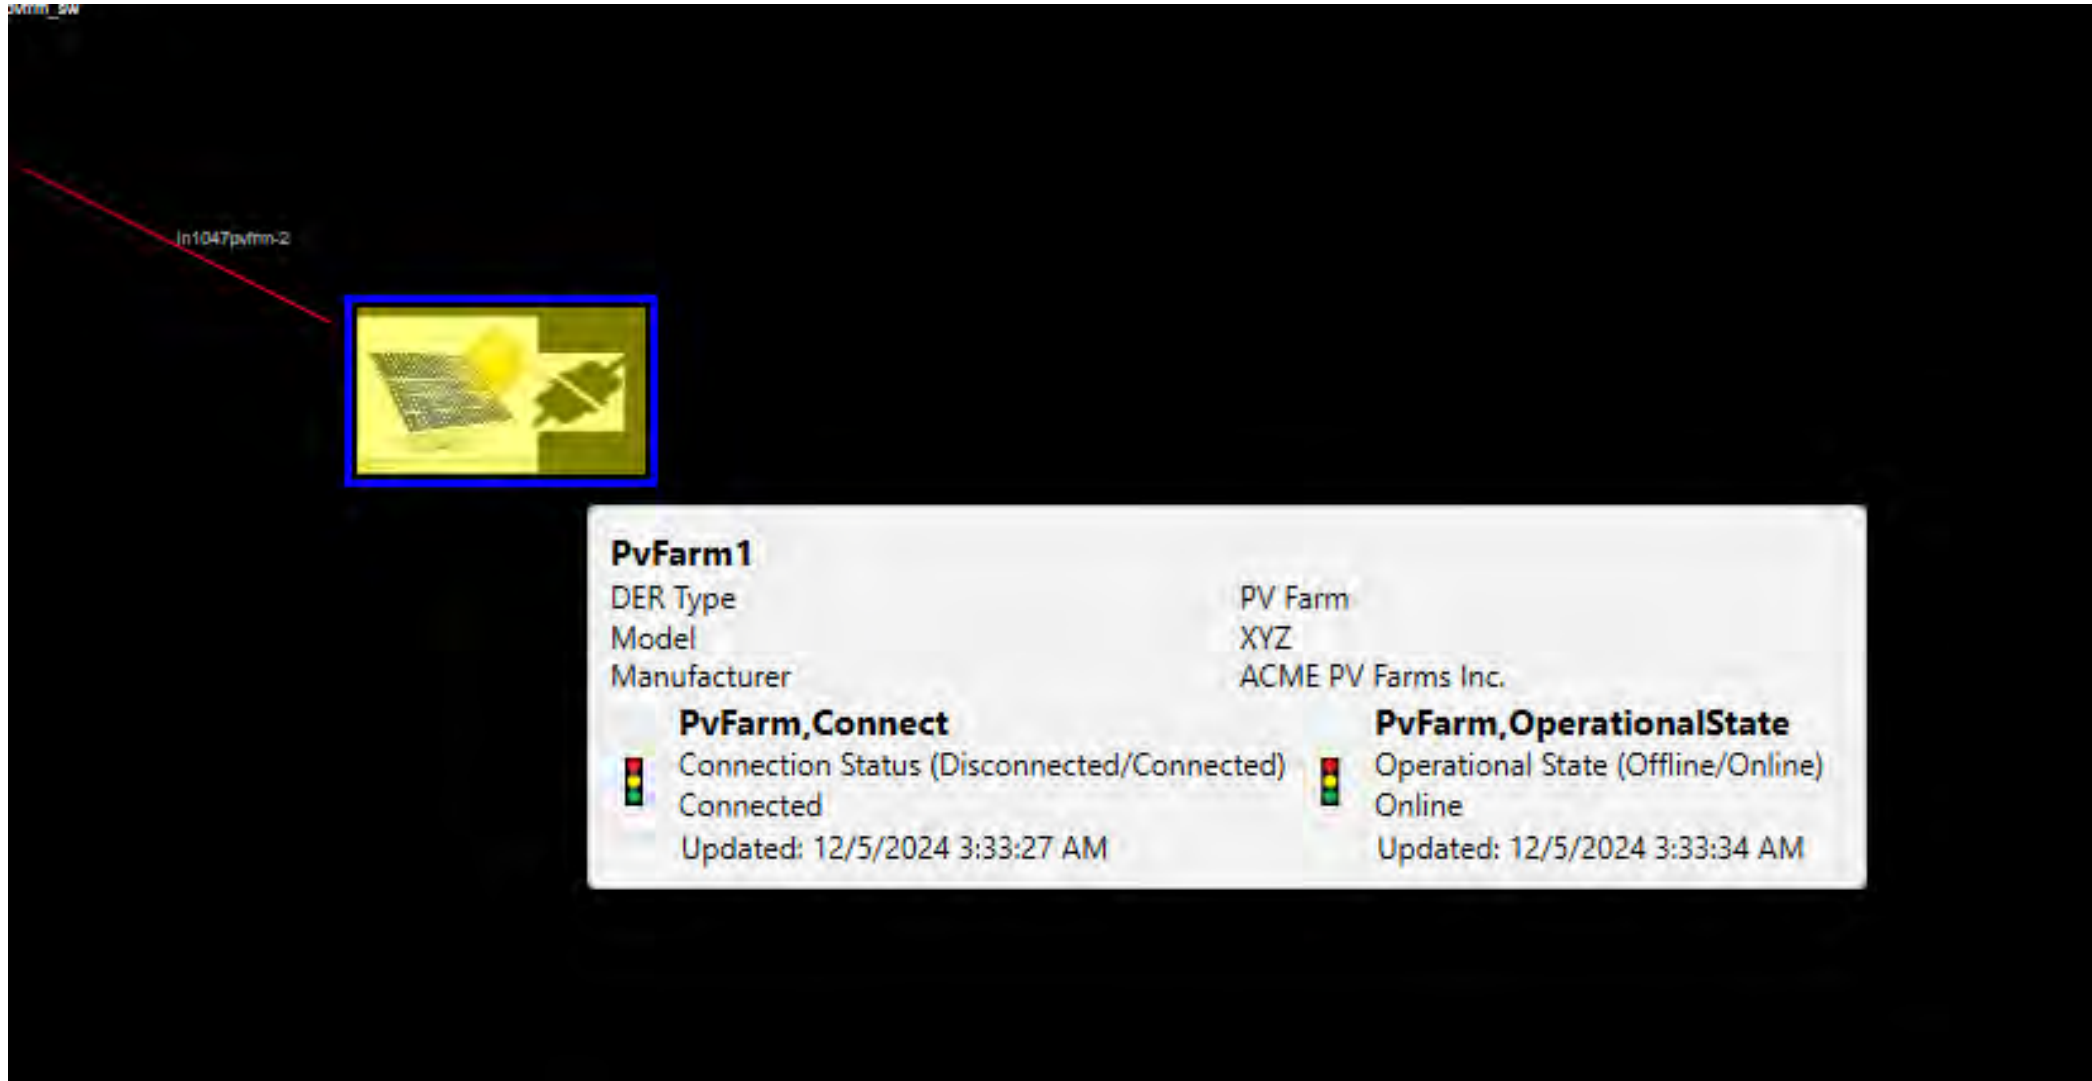 ln1047pvfrm-2
PvFarm1
DER Type PV Farm
Model XYZ
Manufacturer ACME PV Farms Inc.
PvFarm,Connect PvFarm,OperationalState
Connection Status (Disconnected/Connected) Operational State (Offline/Online)
Connected Online
Updated: 12/5/2024 3:33:27 AM Updated: 12/5/2024 3:33:34 AM